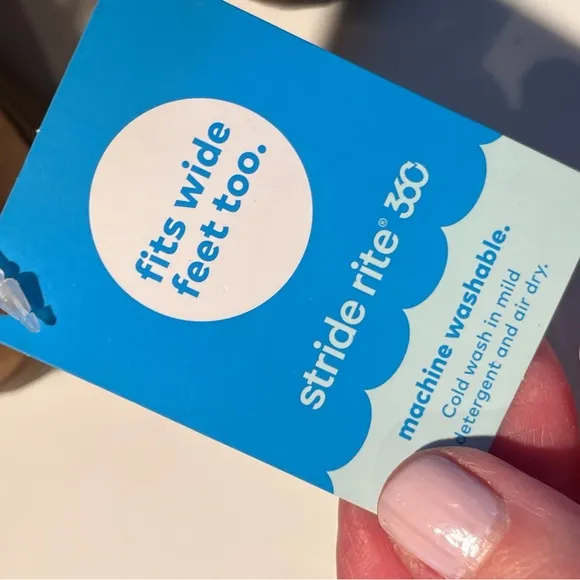 fits wide
feet too.
stride rite® 360
machine washable.
Cold wash in mild
detergent and air dry.